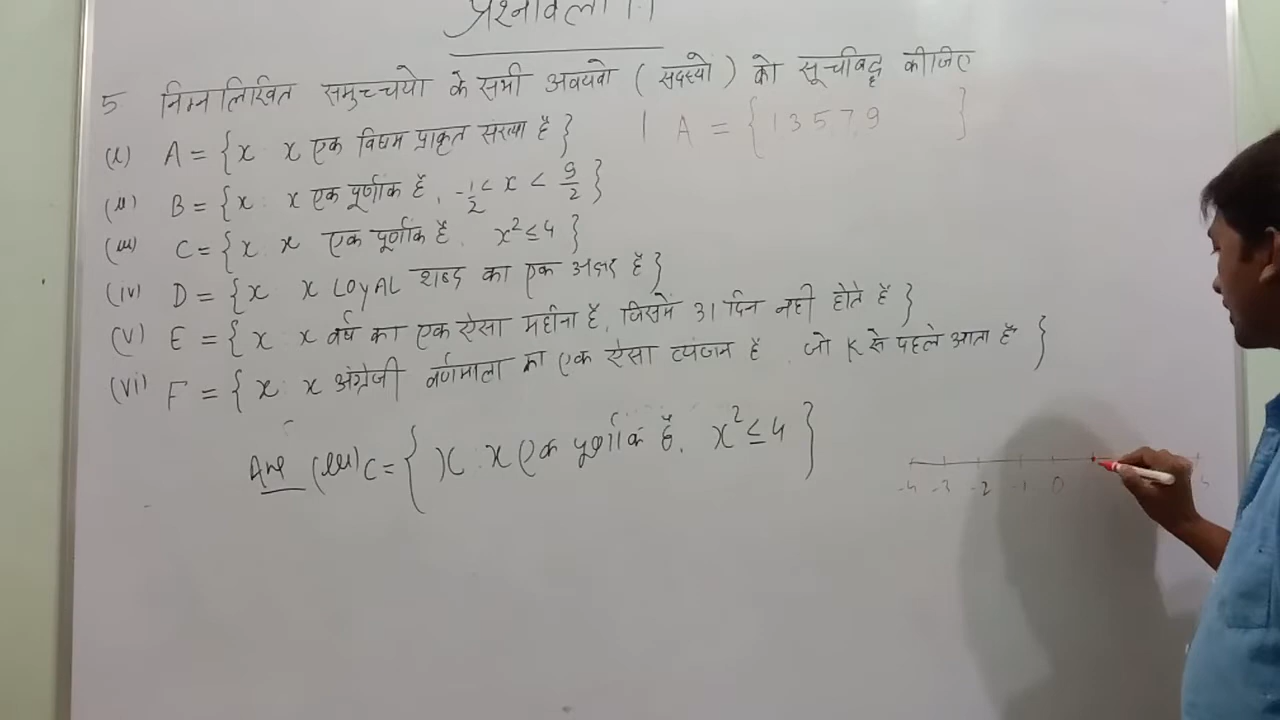 प्रश्नावली 1.1
5 निम्नलिखित समुच्चयो के सभी अवयवो ( सदस्यो ) को सूचीबद्ध कीजिए
(i) A = { x : x एक विषम प्राकृत संख्या है } | A = { 1 3 5 7 9 }
(ii) B = { x : x एक पूर्णांक है , -1/2 < x < 9/2 }
(iii) C = { x : x एक पूर्णांक है , x² ≤ 4 }
(iv) D = { x : x LOyAL शब्द का एक अक्षर है }
(v) E = { x : x वर्ष का एक ऐसा महीना है , जिसमें 31 दिन नही होते हैं }
(vi) F = { x : x अंग्रेजी वर्णमाला का एक ऐसा व्यंजन है , जो K से पहले आता है }
Ans (iii) C = { x : x एक पूर्णांक है , x² ≤ 4 }
-4 -3 -2 -1 0